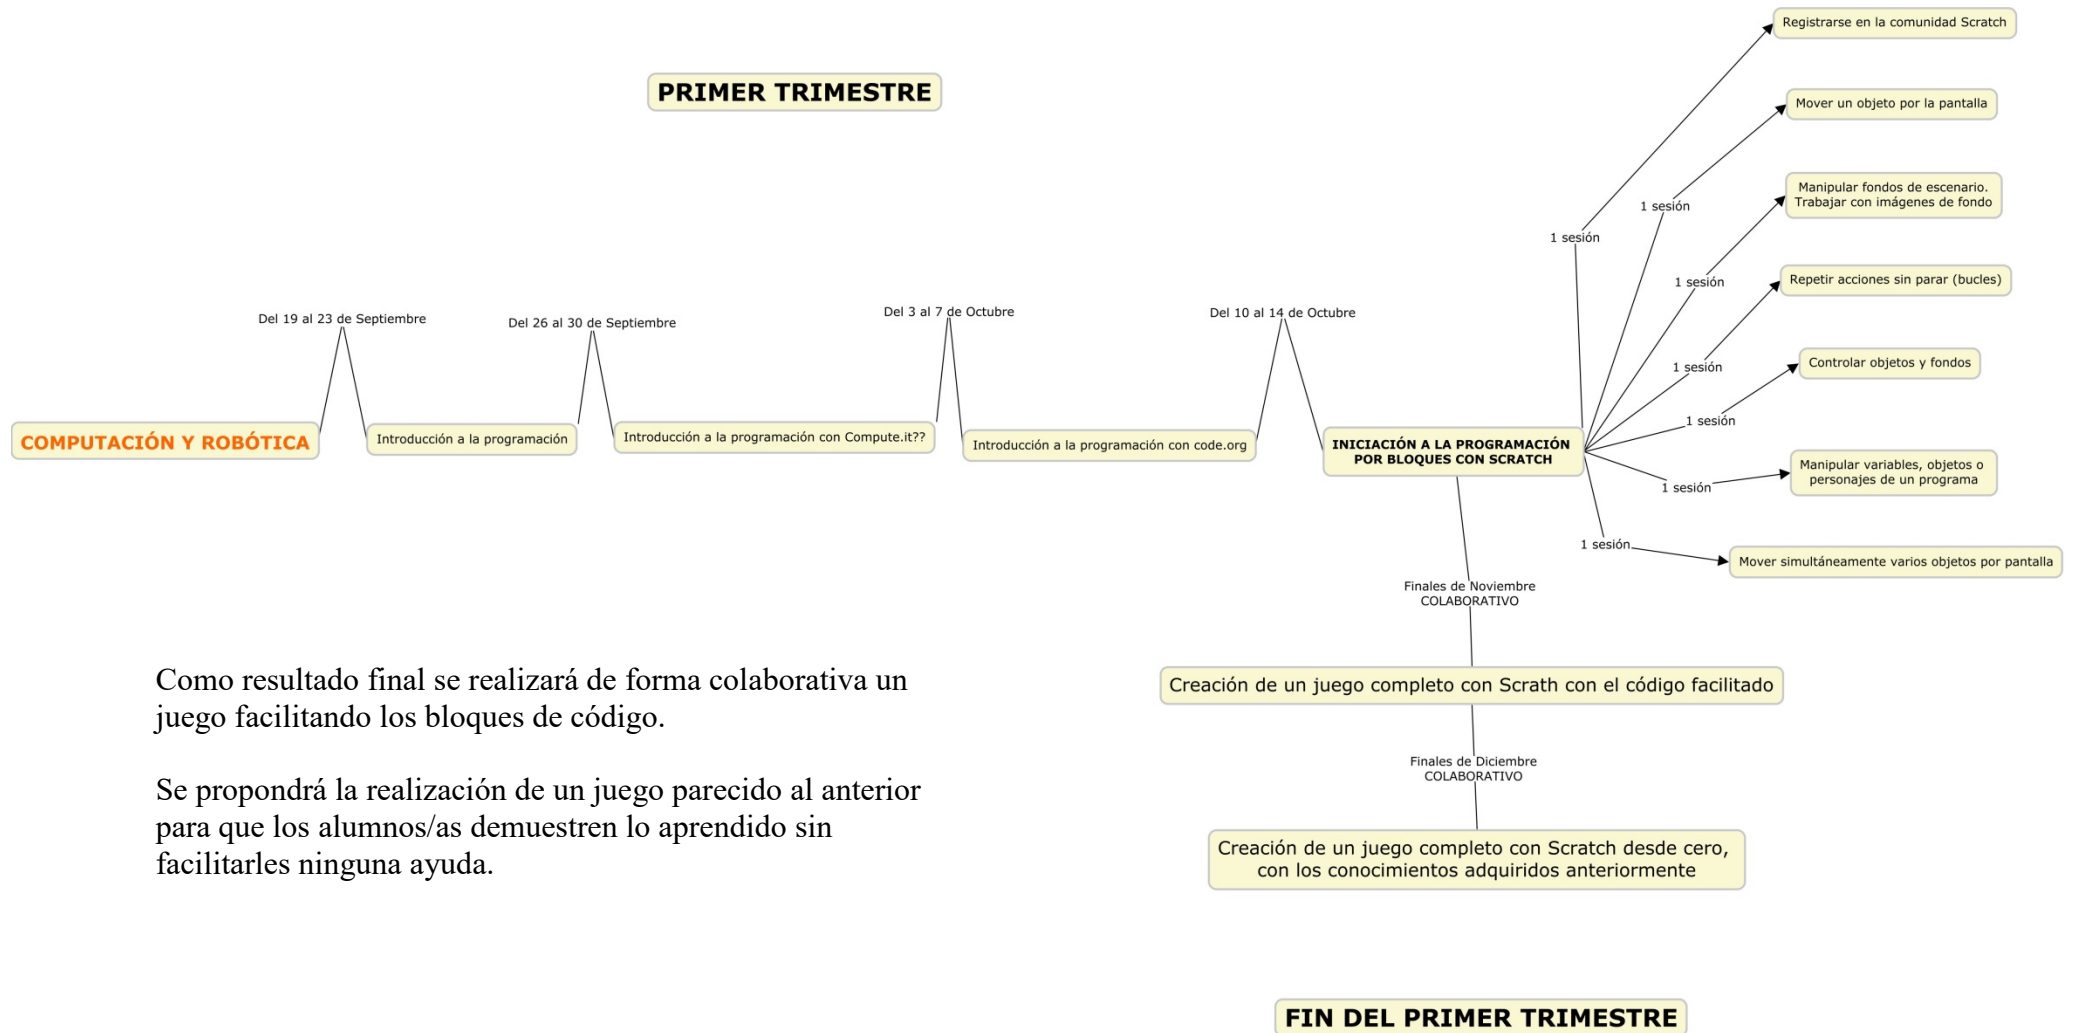 PRIMER TRIMESTRE
Registrarse en la comunidad Scratch
Mover un objeto por la pantalla
1 sesión
Manipular fondos de escenario.
Trabajar con imágenes de fondo
1 sesión
1 sesión
Repetir acciones sin parar (bucles)
1 sesión
Controlar objetos y fondos
1 sesión
Manipular variables, objetos o
personajes de un programa
1 sesión
Mover simultáneamente varios objetos por pantalla
1 sesión
Del 19 al 23 de Septiembre
Del 26 al 30 de Septiembre
Del 3 al 7 de Octubre
Del 10 al 14 de Octubre
COMPUTACIÓN Y ROBÓTICA
Introducción a la programación
Introducción a la programación con Compute.it??
Introducción a la programación con code.org
INICIACIÓN A LA PROGRAMACIÓN
POR BLOQUES CON SCRATCH
Finales de Noviembre
COLABORATIVO
Creación de un juego completo con Scrath con el código facilitado
Finales de Diciembre
COLABORATIVO
Creación de un juego completo con Scratch desde cero,
con los conocimientos adquiridos anteriormente
Como resultado final se realizará de forma colaborativa un
juego facilitando los bloques de código.
Se propondrá la realización de un juego parecido al anterior
para que los alumnos/as demuestren lo aprendido sin
facilitarles ninguna ayuda.
FIN DEL PRIMER TRIMESTRE